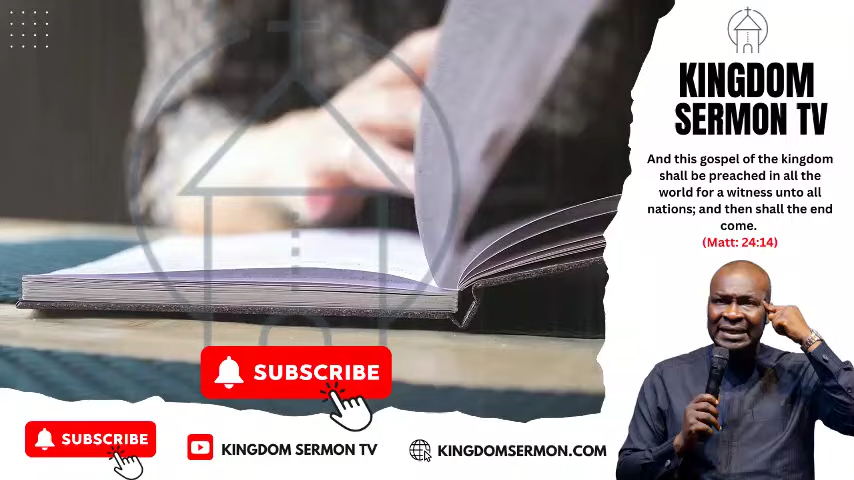 KINGDOM
SERMON TV
And this gospel of the kingdom
shall be preached in all the
world for a witness unto all
nations; and then shall the end
come.
(Matt: 24:14)
SUBSCRIBE
SUBSCRIBE
KINGDOM SERMON TV
KINGDOMSERMON.COM